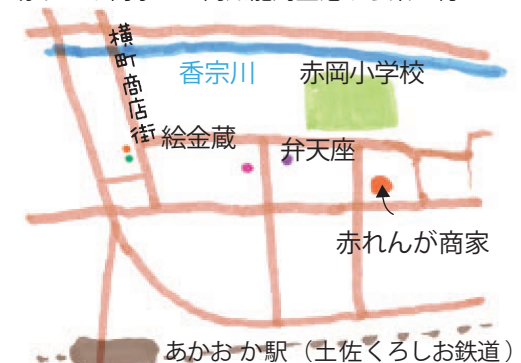 横町商店街
香宗川
赤岡小学校
絵金蔵
弁天座
赤れんが商家
あかおか駅（土佐くろしお鉄道）